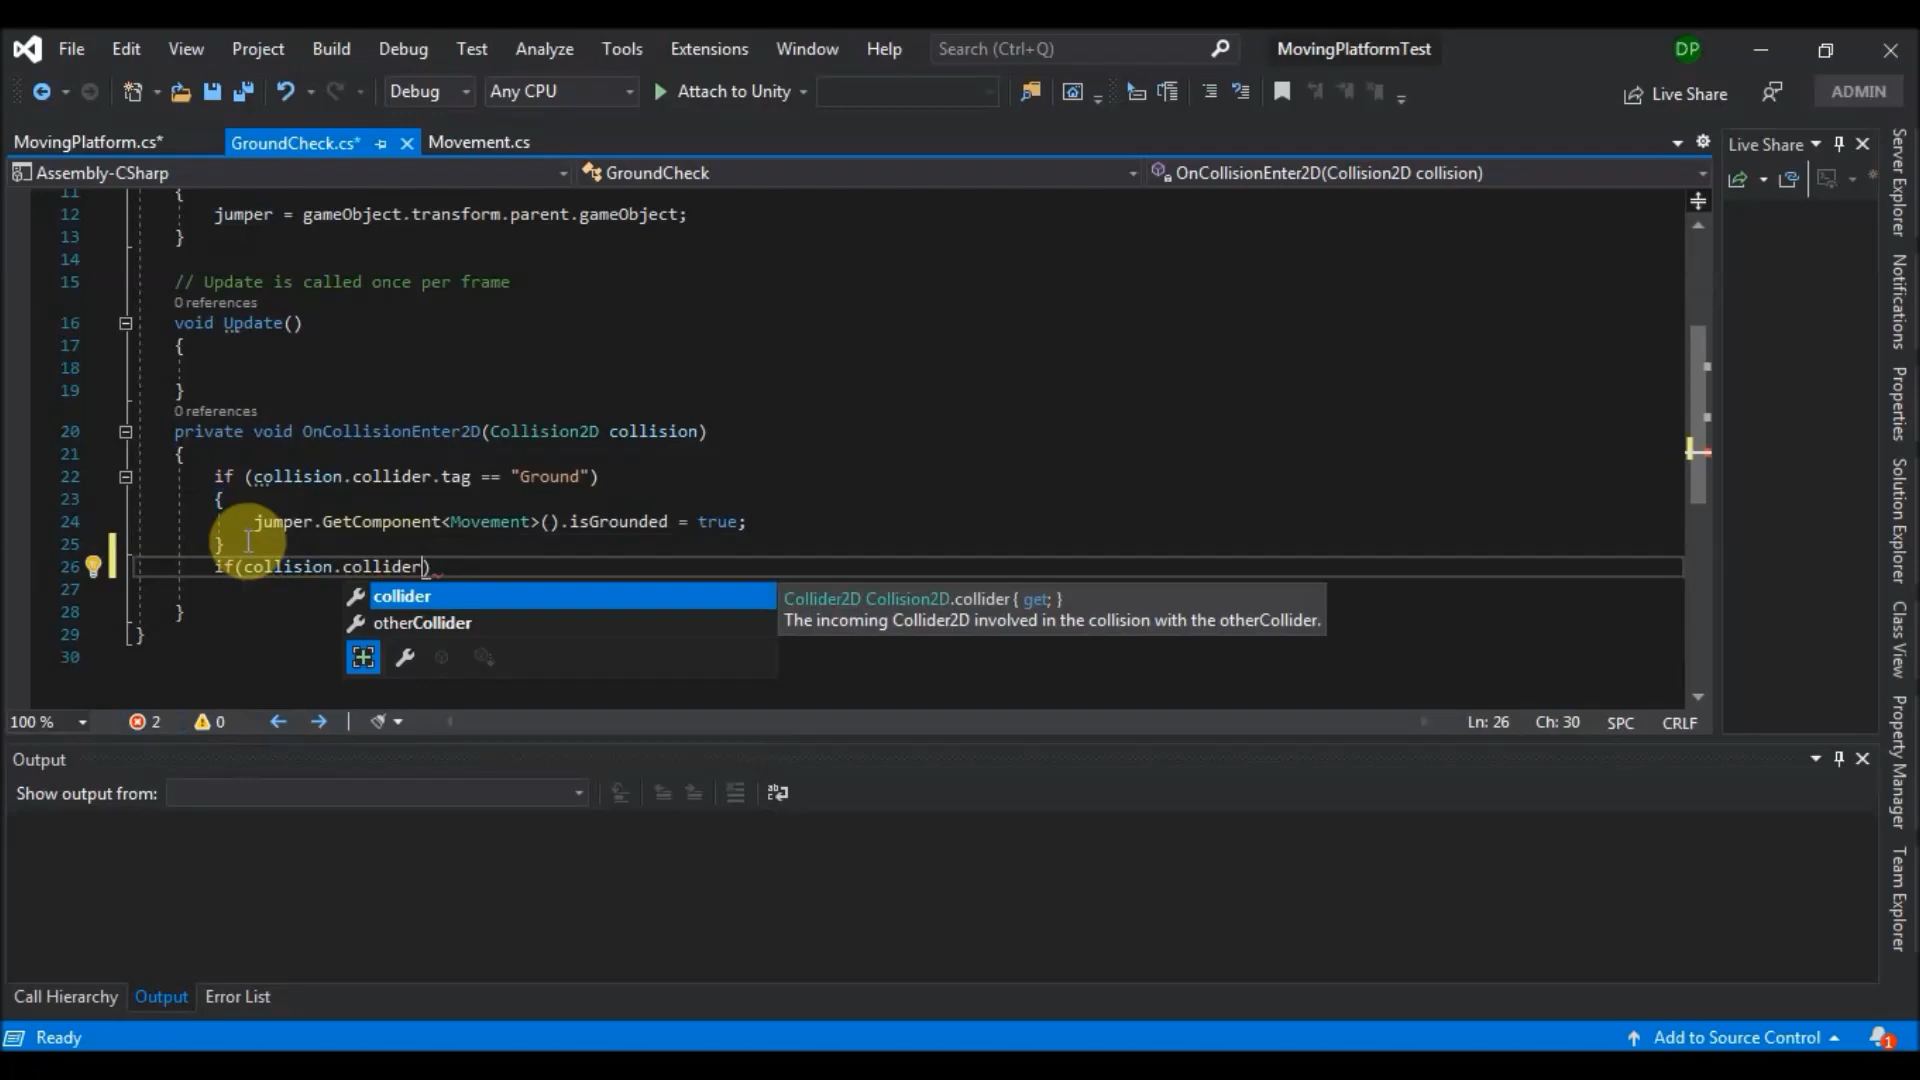 File Edit View Project Build Debug Test Analyze Tools Extensions Window Help Search (Ctrl+Q) MovingPlatformTest DP
Debug Any CPU Attach to Unity Live Share ADMIN
MovingPlatform.cs* GroundCheck.cs* Movement.cs Live Share
Assembly-CSharp GroundCheck OnCollisionEnter2D(Collision2D collision)
11 {
12 jumper = gameObject.transform.parent.gameObject;
13 }
14
15 // Update is called once per frame
0 references
16 void Update()
17 {
18
19 }
0 references
20 private void OnCollisionEnter2D(Collision2D collision)
21 {
22 if (collision.collider.tag == "Ground")
23 {
24 jumper.GetComponent<Movement>().isGrounded = true;
25 }
26 if(collision.collider)
27
28 }
29 }
30
collider
otherCollider
Collider2D Collision2D.collider { get; }
The incoming Collider2D involved in the collision with the otherCollider.
100 % 2 0 Ln: 26 Ch: 30 SPC CRLF
Output
Show output from:
Call Hierarchy Output Error List
Ready Add to Source Control 1
Server Explorer
Notifications
Properties
Solution Explorer
Class View
Property Manager
Team Explorer